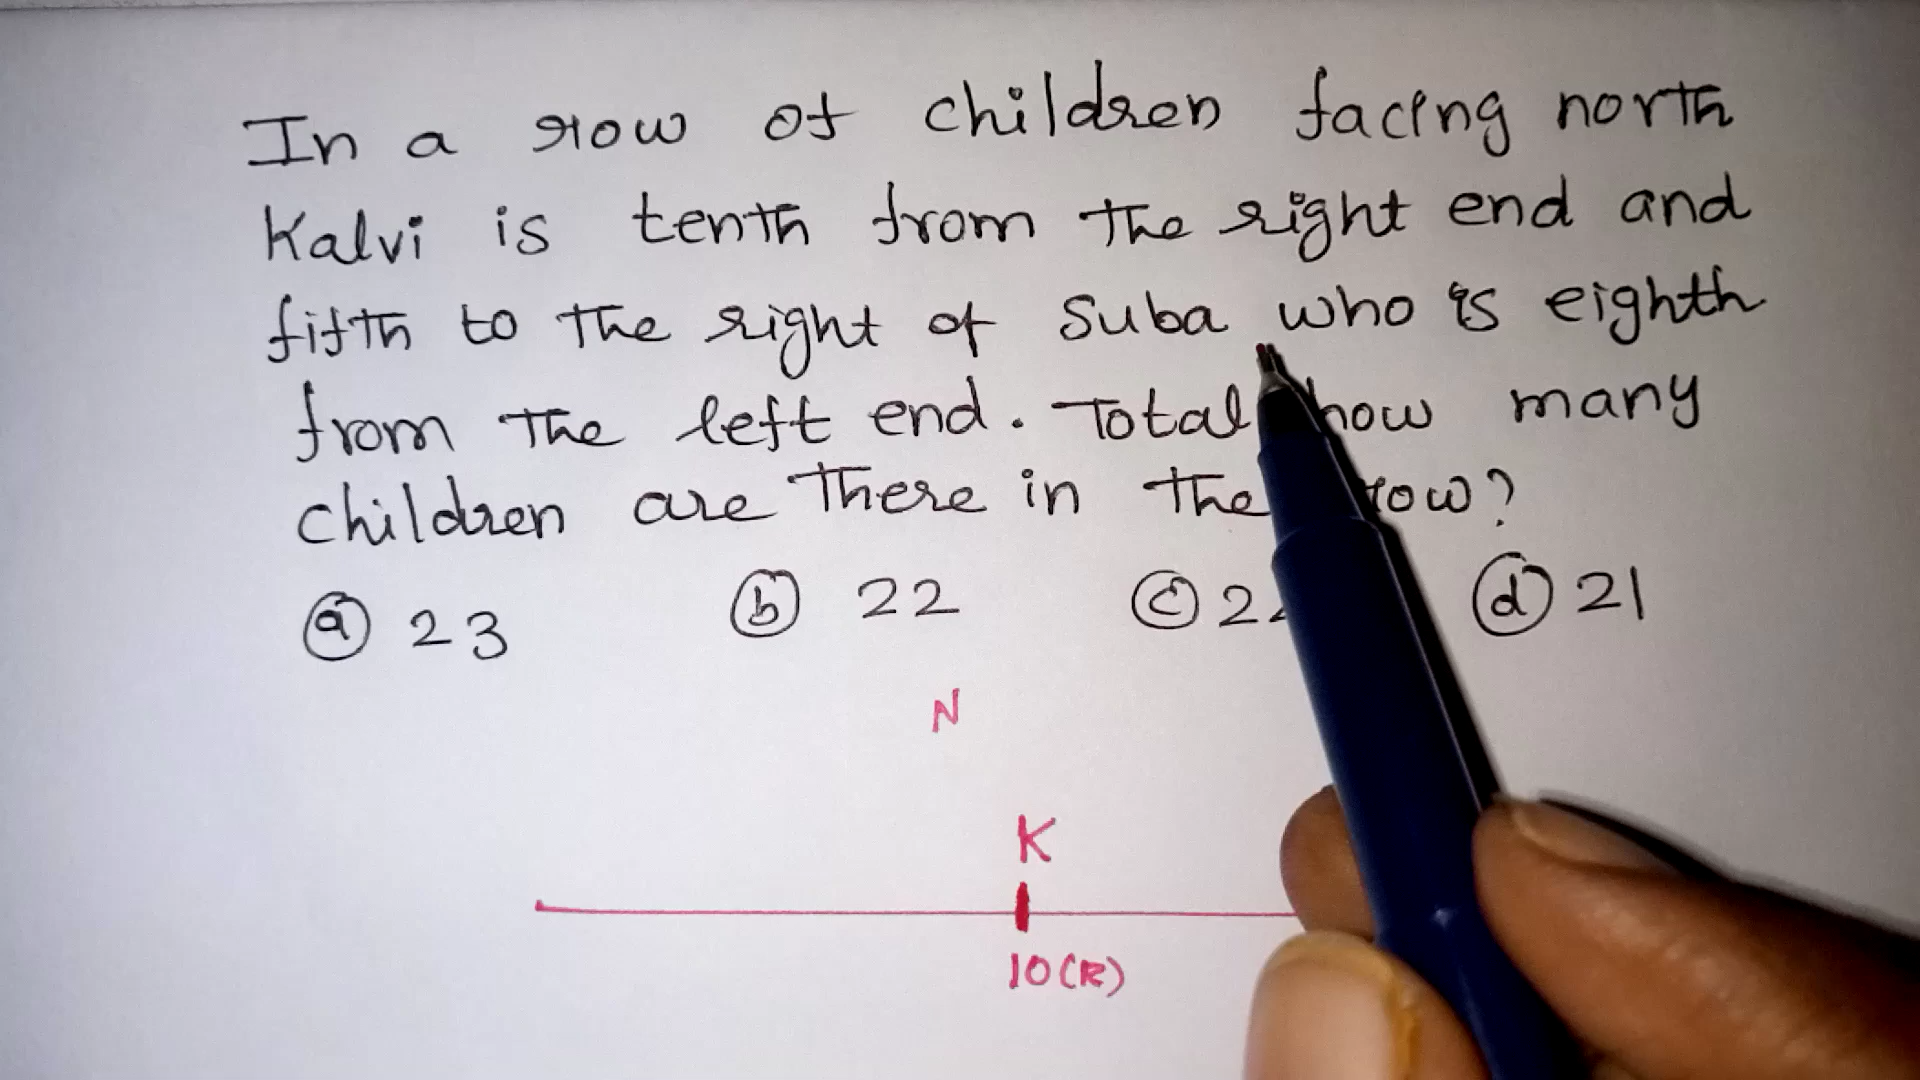 In a row of children facing north
Kalvi is tenth from the right end and
fifth to the right of Suba who is eighth
from the left end. Total how many
children are there in the row?
(a) 23 (b) 22 (c) (d) 21
N
K
10(R)